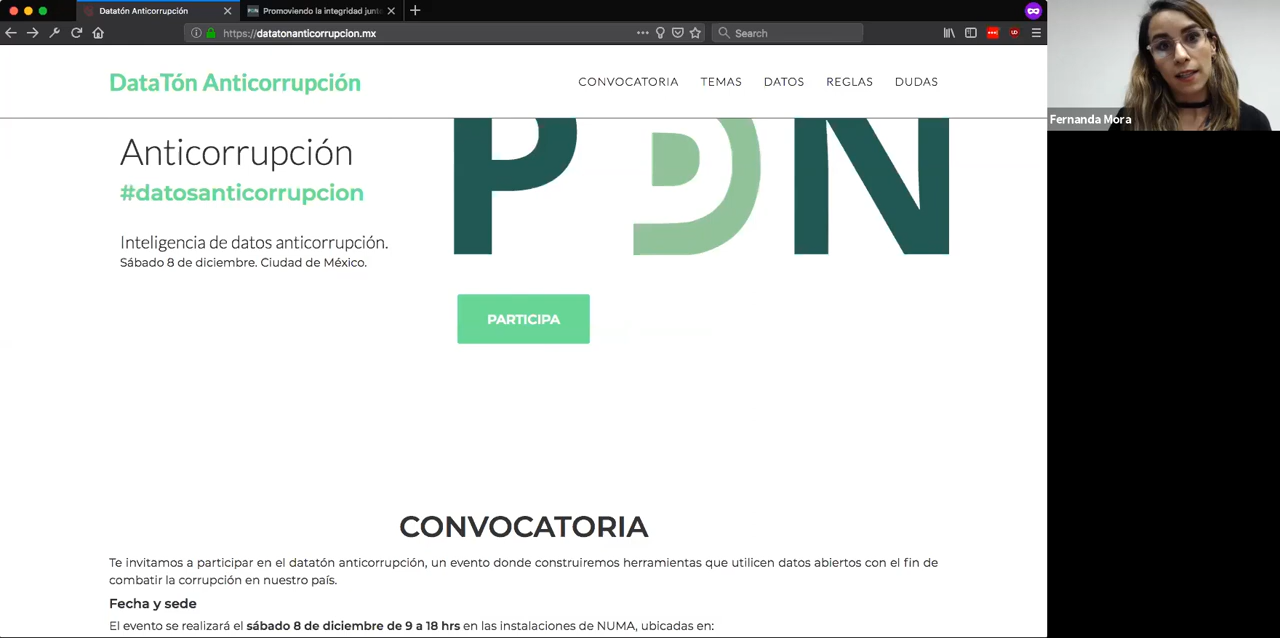 Datatón Anticorrupción
Promoviendo la integridad junt
https://datatonanticorrupcion.mx
Search
Fernanda Mora
DataTón Anticorrupción
CONVOCATORIA TEMAS DATOS REGLAS DUDAS
PDN
Anticorrupción
#datosanticorrupcion
Inteligencia de datos anticorrupción.
Sábado 8 de diciembre. Ciudad de México.
PARTICIPA
CONVOCATORIA
Te invitamos a participar en el datatón anticorrupción, un evento donde construiremos herramientas que utilicen datos abiertos con el fin de
combatir la corrupción en nuestro país.
Fecha y sede
El evento se realizará el sábado 8 de diciembre de 9 a 18 hrs en las instalaciones de NUMA, ubicadas en: